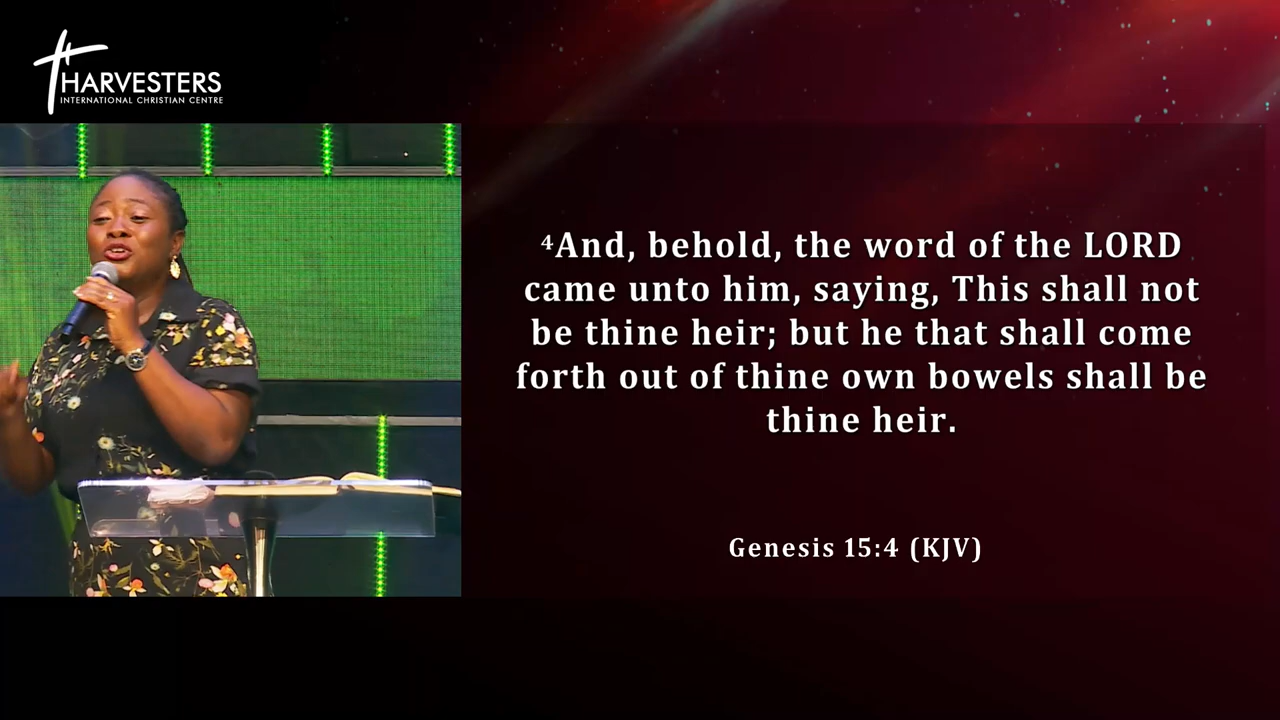 HARVESTERS
INTERNATIONAL CHRISTIAN CENTRE
⁴And, behold, the word of the LORD
came unto him, saying, This shall not
be thine heir; but he that shall come
forth out of thine own bowels shall be
thine heir.
Genesis 15:4 (KJV)